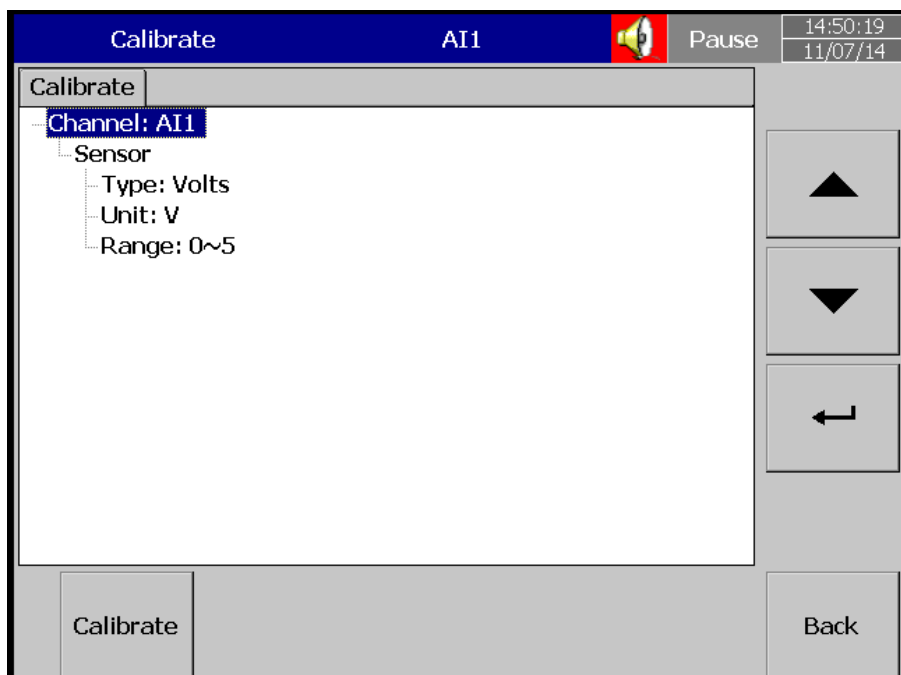 Calibrate AI1 Pause 14:50:19
11/07/14
Calibrate
Channel: AI1
Sensor
Type: Volts
Unit: V
Range: 0~5
Calibrate Back